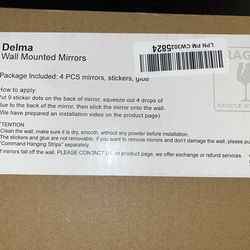 Delma
Wall Mounted Mirrors
LPN PM CW3025824
Package Included: 4 PCS mirrors, stickers, glue
How to apply:
Put 9 sticker dots on the back of mirror, squeeze out 4 drops of
glue to the back of mirror, then stick the mirror onto the wall.
We have prepared an installation video on the product page)
ATTENTION
Clean the wall, make sure it is dry, smooth, without any powder before installation.
The stickers and glue are not removable. if you want to remove mirrors and don't damage the wall, please put
"Command Hanging Strips" separately.
If mirrors fall off the wall, PLEASE CONTACT US on product page, we offer exchange or refund services.
RAG
HANDLE W